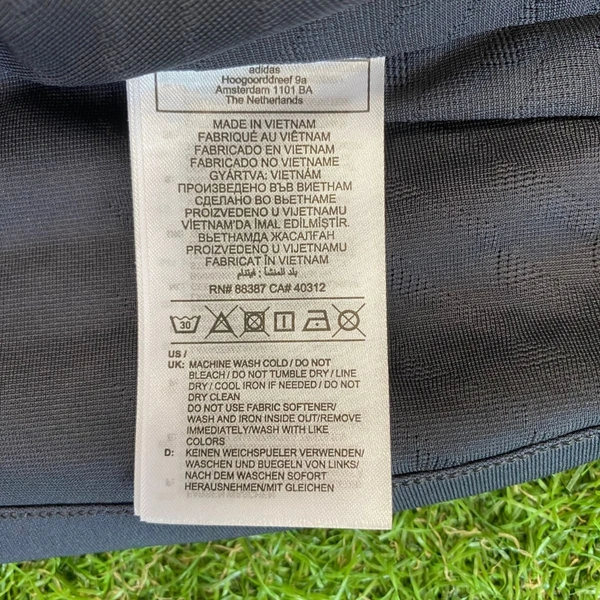 adidas
Hoogoorddreef 9a
Amsterdam 1101 BA
The Netherlands
MADE IN VIETNAM
FABRIQUÉ AU VIÊTNAM
FABRICADO EN VIETNAM
FABRICADO NO VIETNAME
GYÁRTVA: VIETNÁM
ПРОИЗВЕДЕНО ВЪВ ВИЕТНАМ
СДЕЛАНО ВО ВЬЕТНАМЕ
PROIZVEDENO U VIJETNAMU
VİETNAM'DA İMAL EDİLMİŞTİR.
ВЬЕТНАМДА ЖАСАЛҒАН
PROIZVEDENO U VIJETNAMU
FABRICAT ÎN VIETNAM
بلد المنشأ : فيتنام
RN# 88387 CA# 40312
30
US /
UK: MACHINE WASH COLD / DO NOT
BLEACH / DO NOT TUMBLE DRY / LINE
DRY / COOL IRON IF NEEDED / DO NOT
DRY CLEAN
DO NOT USE FABRIC SOFTENER/
WASH AND IRON INSIDE OUT/REMOVE
IMMEDIATELY/WASH WITH LIKE
COLORS
D: KEINEN WEICHSPUELER VERWENDEN/
WASCHEN UND BUEGELN VON LINKS/
NACH DEM WASCHEN SOFORT
HERAUSNEHMEN/MIT GLEICHEN